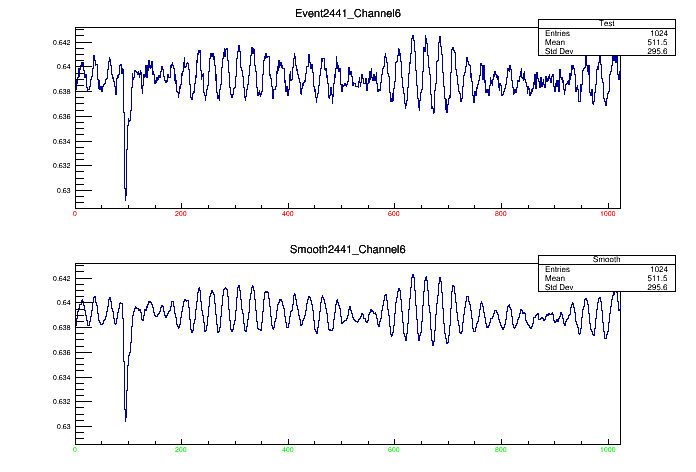 Event2441_Channel6
Test
Entries 1024
Mean 511.5
Std Dev 295.6
0.642
0.64
0.638
0.636
0.634
0.632
0.63
0 200 400 600 800 1000
Smooth2441_Channel6
Smooth
Entries 1024
Mean 511.5
Std Dev 295.6
0.642
0.64
0.638
0.636
0.634
0.632
0.63
0 200 400 600 800 1000